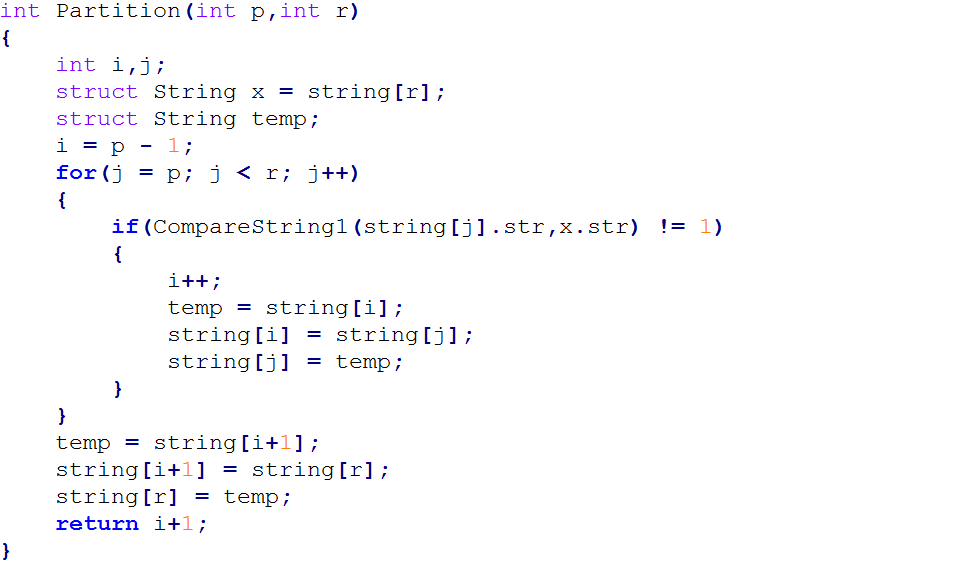 int Partition(int p,int r)
{
    int i,j;
    struct String x = string[r];
    struct String temp;
    i = p - 1;
    for(j = p; j < r; j++)
    {
        if(CompareString1(string[j].str,x.str) != 1)
        {
            i++;
            temp = string[i];
            string[i] = string[j];
            string[j] = temp;
        }
    }
    temp = string[i+1];
    string[i+1] = string[r];
    string[r] = temp;
    return i+1;
}